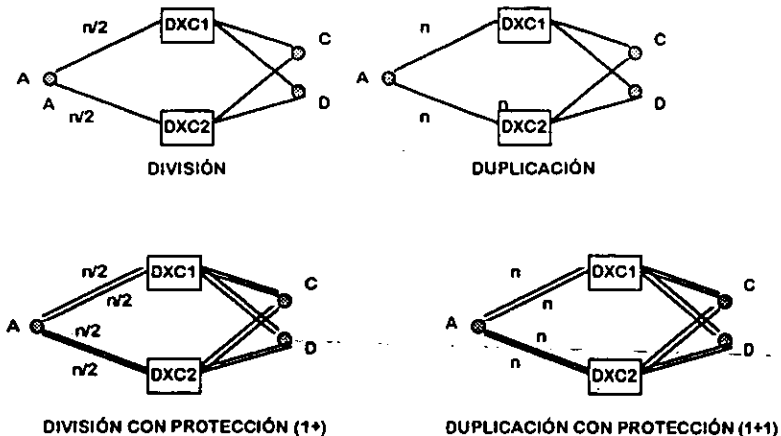 n/2
DXC1
C
A
A
D
n/2
DXC2
DIVISIÓN
n
DXC1
C
A
D
n
n
DXC2
DUPLICACIÓN
n/2
DXC1
n/2
C
A
n/2
D
n/2
DXC2
DIVISIÓN CON PROTECCIÓN (1+)
n
DXC1
n
C
A
n
D
n
DXC2
DUPLICACIÓN CON PROTECCIÓN (1+1)